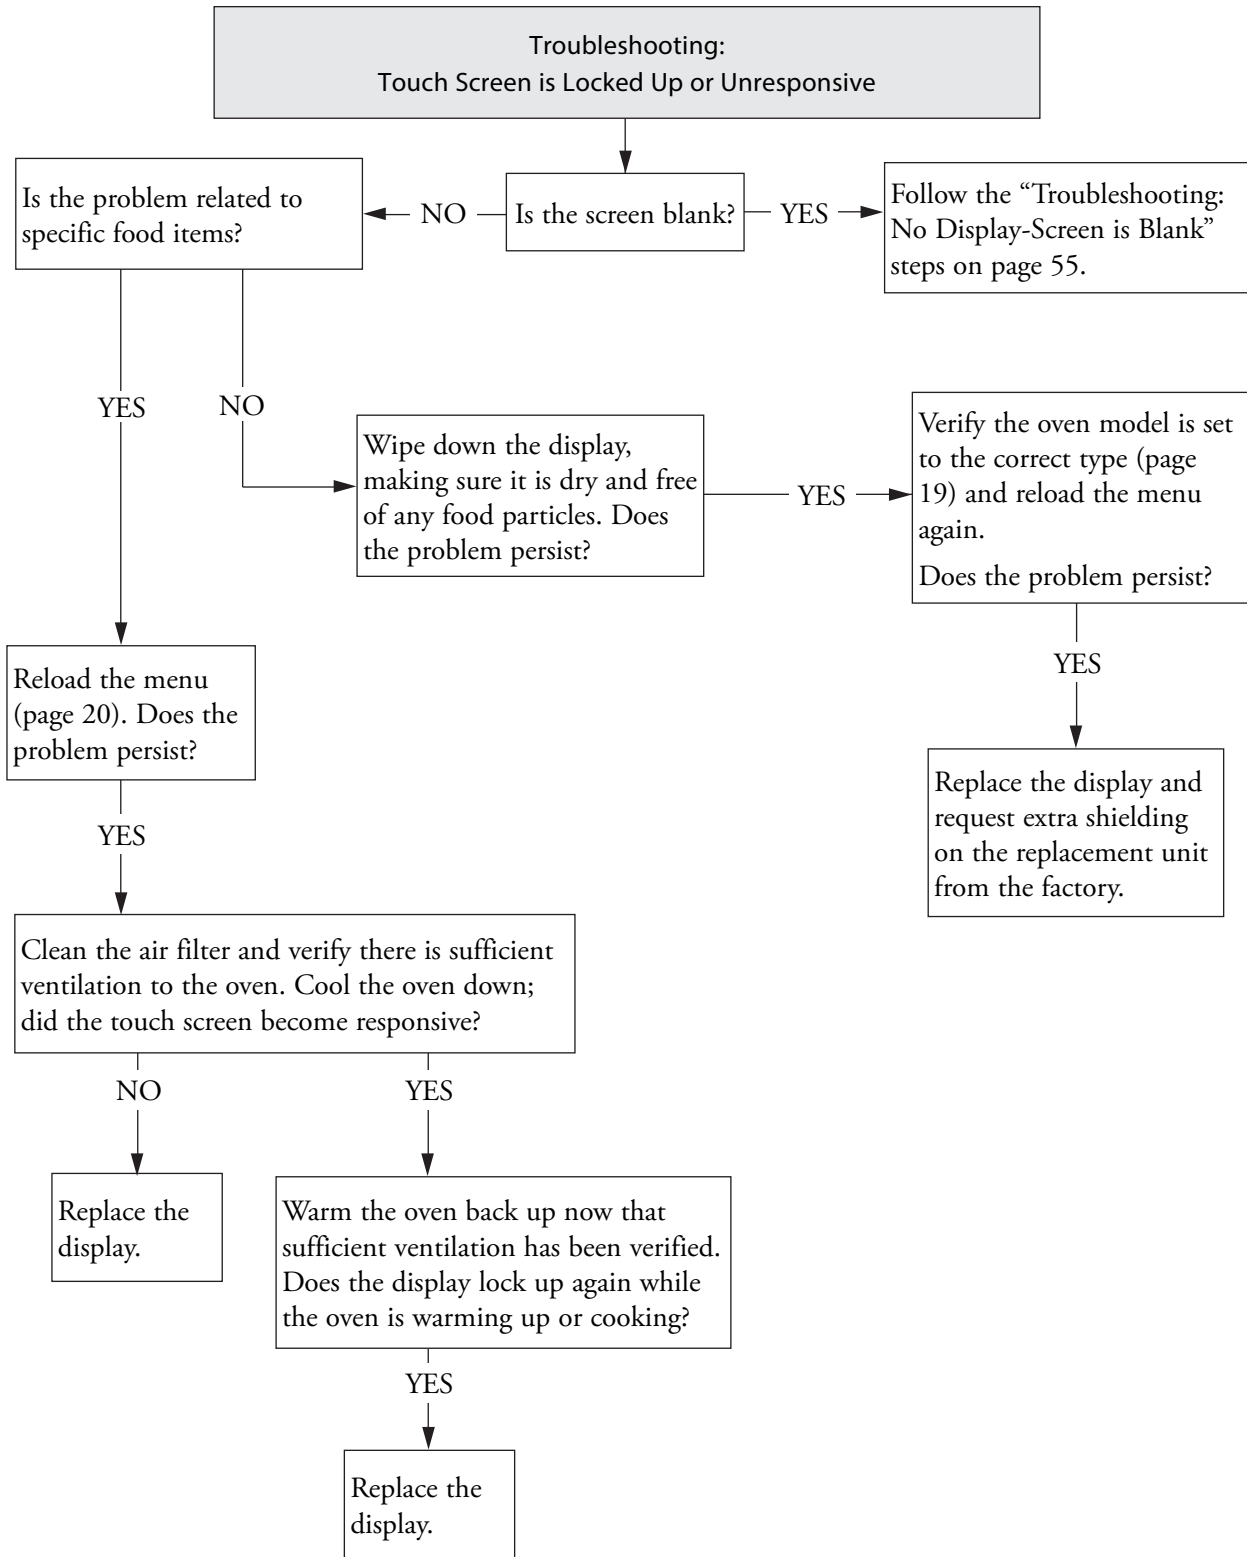 Troubleshooting:
Touch Screen is Locked Up or Unresponsive
Is the problem related to
specific food items?
NO
Is the screen blank?
YES
Follow the “Troubleshooting:
No Display-Screen is Blank”
steps on page 55.
YES
NO
Wipe down the display,
making sure it is dry and free
of any food particles. Does
the problem persist?
YES
Verify the oven model is set
to the correct type (page
19) and reload the menu
again.
Does the problem persist?
YES
Replace the display and
request extra shielding
on the replacement unit
from the factory.
Reload the menu
(page 20). Does the
problem persist?
YES
Clean the air filter and verify there is sufficient
ventilation to the oven. Cool the oven down;
did the touch screen become responsive?
NO
YES
Replace the
display.
Warm the oven back up now that
sufficient ventilation has been verified.
Does the display lock up again while
the oven is warming up or cooking?
YES
Replace the
display.